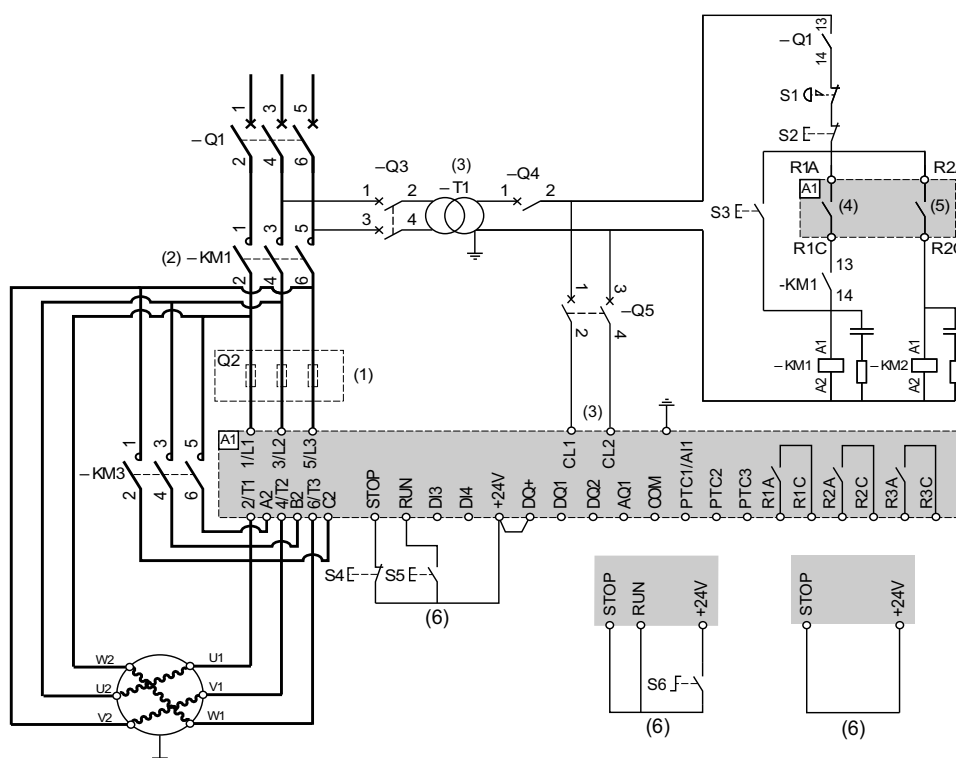 13
–Q1
14
S1
S2
1 3 5
–Q1
2 4 6
–Q3
1 2
3 4
(3)
–T1
–Q4
1 2
R1A R2A
A1
(4) (5)
S3
R1C R2C
13
-KM1
14
1 3 5
(2) –KM1
2 4 6
1 3
–Q5
2 4
A1 A1
–KM1 –KM2
A2 A2
Q2
(1)
(3)
A1
1/L1 3/L2 5/L3 CL1 CL2
1 3 5
–KM3
2 4 6
2/T1 A2 4/T2 B2 6/T3 C2 STOP RUN DI3 DI4 +24V DQ+ DQ1 DQ2 AQ1 COM PTC1/AI1 PTC2 PTC3 R1A R1C R2A R2C R3A R3C
S4 S5
(6)
STOP RUN +24V
S6
(6)
STOP +24V
(6)
W2 U1
U2 V1
V2 W1